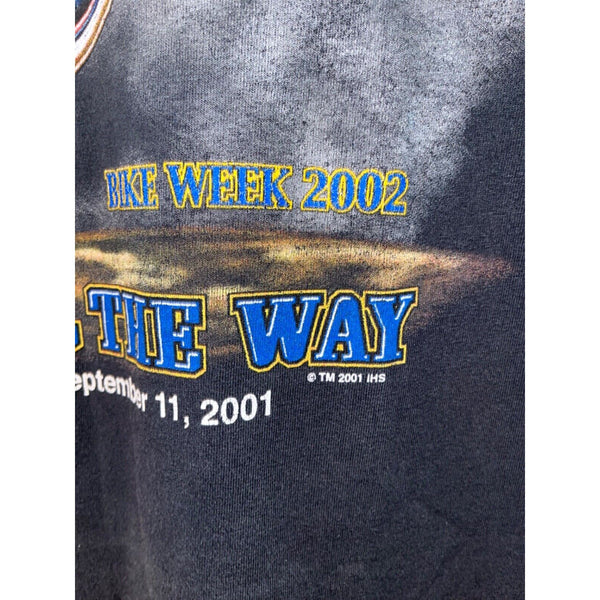 BIKE WEEK 2002
THE WAY
© TM 2001 IHS
eptember 11, 2001